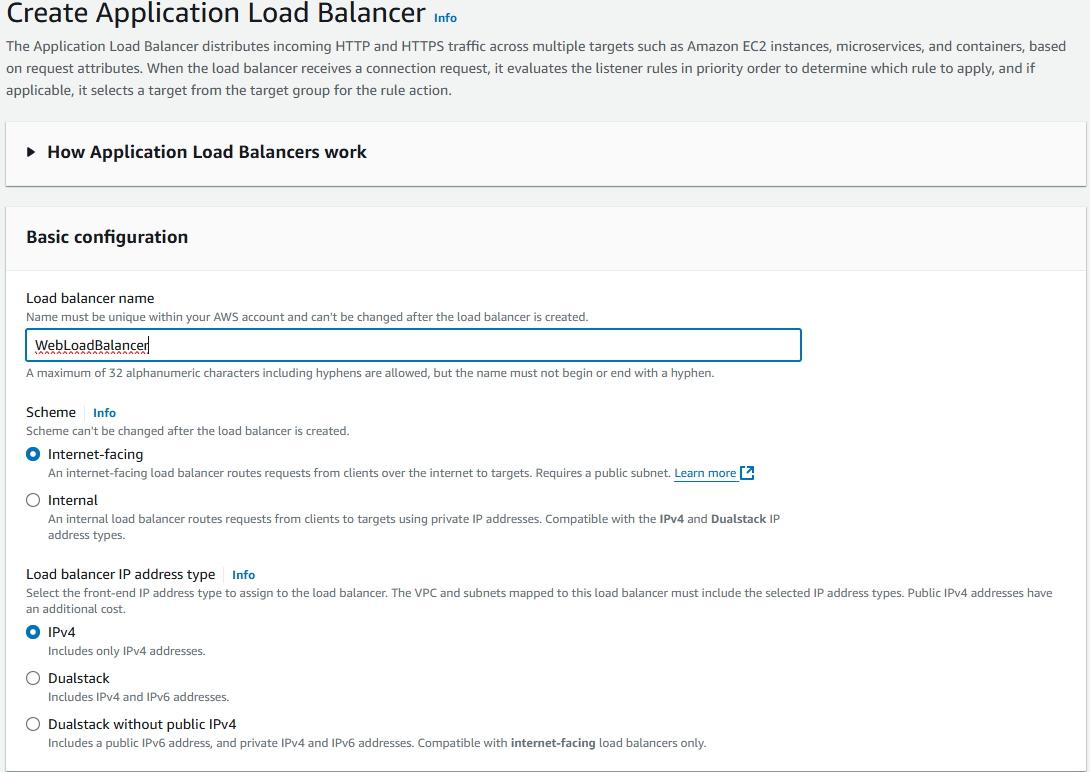 Create Application Load Balancer Info
The Application Load Balancer distributes incoming HTTP and HTTPS traffic across multiple targets such as Amazon EC2 instances, microservices, and containers, based
on request attributes. When the load balancer receives a connection request, it evaluates the listener rules in priority order to determine which rule to apply, and if
applicable, it selects a target from the target group for the rule action.
How Application Load Balancers work
Basic configuration
Load balancer name
Name must be unique within your AWS account and can't be changed after the load balancer is created.
WebLoadBalancer
A maximum of 32 alphanumeric characters including hyphens are allowed, but the name must not begin or end with a hyphen.
Scheme Info
Scheme can't be changed after the load balancer is created.
Internet-facing
An internet-facing load balancer routes requests from clients over the internet to targets. Requires a public subnet. Learn more
Internal
An internal load balancer routes requests from clients to targets using private IP addresses. Compatible with the IPv4 and Dualstack IP
address types.
Load balancer IP address type Info
Select the front-end IP address type to assign to the load balancer. The VPC and subnets mapped to this load balancer must include the selected IP address types. Public IPv4 addresses have
an additional cost.
IPv4
Includes only IPv4 addresses.
Dualstack
Includes IPv4 and IPv6 addresses.
Dualstack without public IPv4
Includes a public IPv6 address, and private IPv4 and IPv6 addresses. Compatible with internet-facing load balancers only.